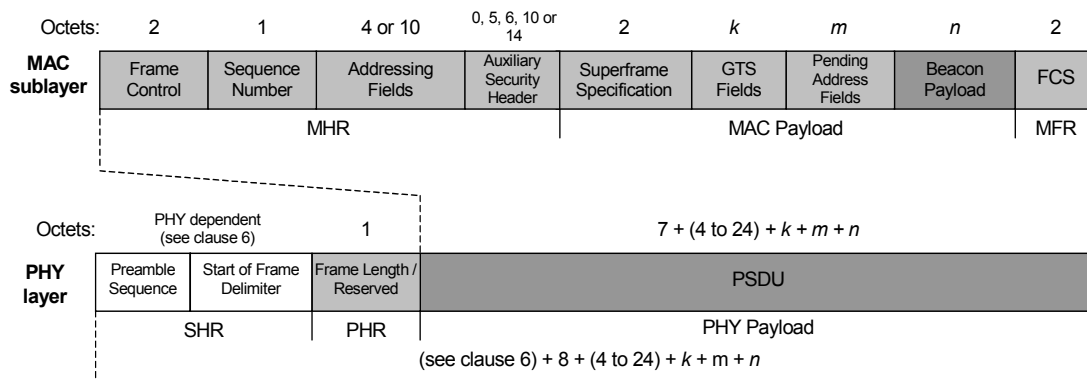 Octets: 2 1 4 or 10 0, 5, 6, 10 or 14 2 k m n 2
MAC sublayer
Frame Control
Sequence Number
Addressing Fields
Auxiliary Security Header
Superframe Specification
GTS Fields
Pending Address Fields
Beacon Payload
FCS
MHR MAC Payload MFR
Octets: PHY dependent (see clause 6) 1 7 + (4 to 24) + k + m + n
PHY layer
Preamble Sequence
Start of Frame Delimiter
Frame Length / Reserved
PSDU
SHR PHR PHY Payload
(see clause 6) + 8 + (4 to 24) + k + m + n